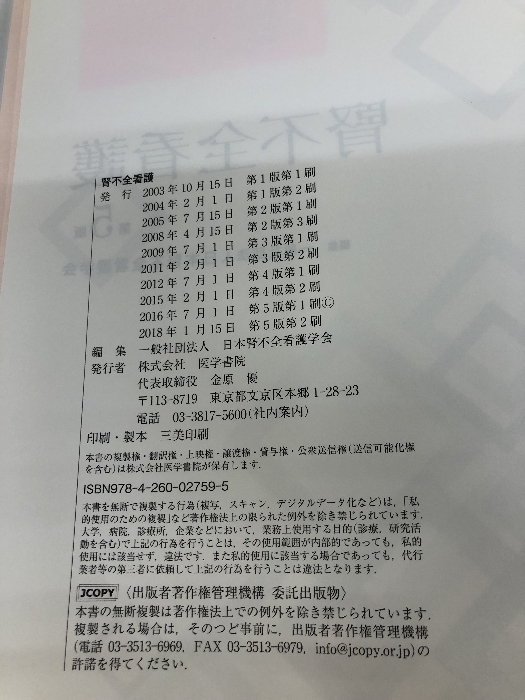 腎不全看護
発　行　2003年10月15日　第1版第1刷
2004年 2月 1日　第1版第2刷
2005年 7月15日　第2版第1刷
2008年 4月15日　第2版第3刷
2009年 7月 1日　第3版第1刷
2011年 2月 1日　第3版第2刷
2012年 7月 1日　第4版第1刷
2015年 2月 1日　第4版第2刷
2016年 7月 1日　第5版第1刷©
2018年 1月15日　第5版第2刷
編　集　一般社団法人　日本腎不全看護学会
発行者　株式会社　医学書院
代表取締役　金原　優
〒113-8719　東京都文京区本郷1-28-23
電話　03-3817-5600(社内案内)
印刷・製本　三美印刷
本書の複製権・翻訳権・上映権・譲渡権・貸与権・公衆送信権(送信可能化権
を含む)は株式会社医学書院が保有します.
ISBN978-4-260-02759-5
本書を無断で複製する行為(複写, スキャン, デジタルデータ化など)は,「私
的使用のための複製」など著作権法上の限られた例外を除き禁じられています.
大学, 病院, 診療所, 企業などにおいて, 業務上使用する目的(診療, 研究活
動を含む)で上記の行為を行うことは, その使用範囲が内部的であっても, 私的
使用には該当せず, 違法です. また私的使用に該当する場合であっても, 代行
業者等の第三者に依頼して上記の行為を行うことは違法となります.
JCOPY〈出版者著作権管理機構 委託出版物〉
本書の無断複製は著作権法上での例外を除き禁じられています.
複製される場合は, そのつど事前に, 出版者著作権管理機構
(電話 03-3513-6969, FAX 03-3513-6979, info@jcopy.or.jp)の
許諾を得てください.